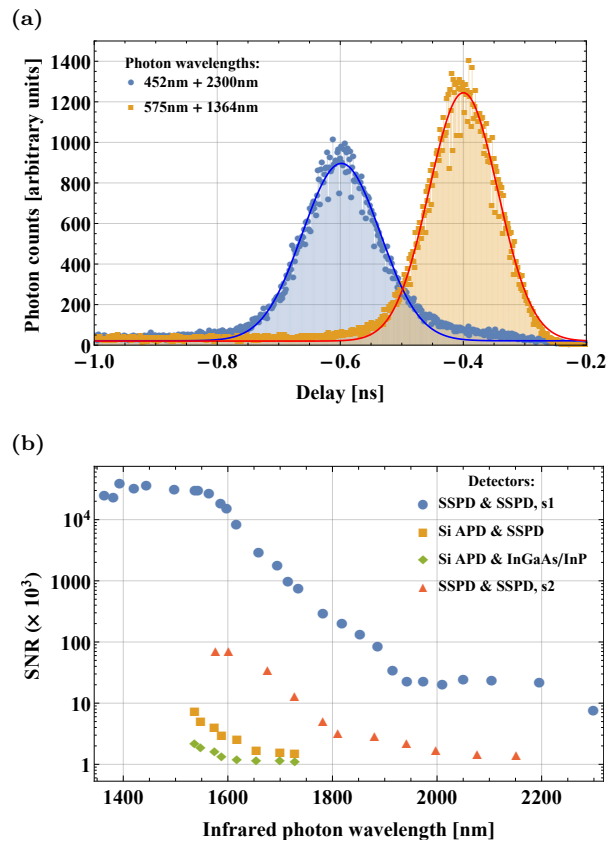 (a)
Photon counts [arbitrary units]
1400
1200
1000
800
600
400
200
0
Photon wavelengths:
452nm + 2300nm
575nm + 1364nm
−1.0 −0.8 −0.6 −0.4 −0.2
Delay [ns]
(b)
SNR (× 10³)
10⁴
1000
100
10
1
Detectors:
SSPD & SSPD, s1
Si APD & SSPD
Si APD & InGaAs/InP
SSPD & SSPD, s2
1400 1600 1800 2000 2200
Infrared photon wavelength [nm]